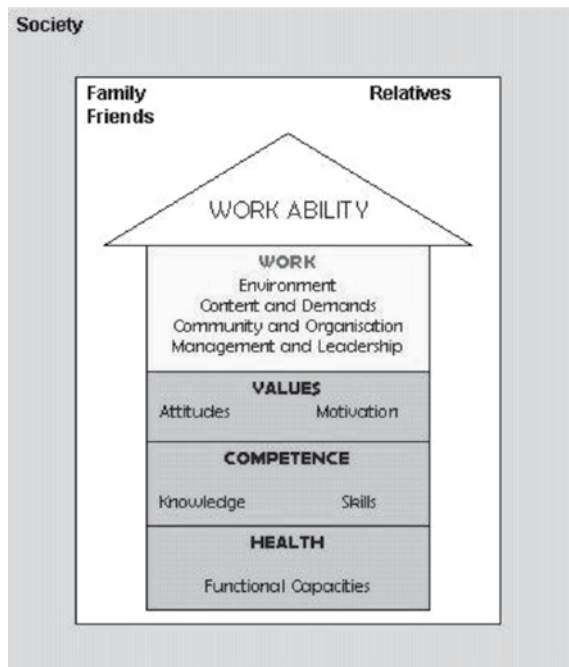 Society
Family Relatives
Friends
WORK ABILITY
WORK
Environment
Content and Demands
Community and Organisation
Management and Leadership
VALUES
Attitudes Motivation
COMPETENCE
Knowledge Skills
HEALTH
Functional Capacities